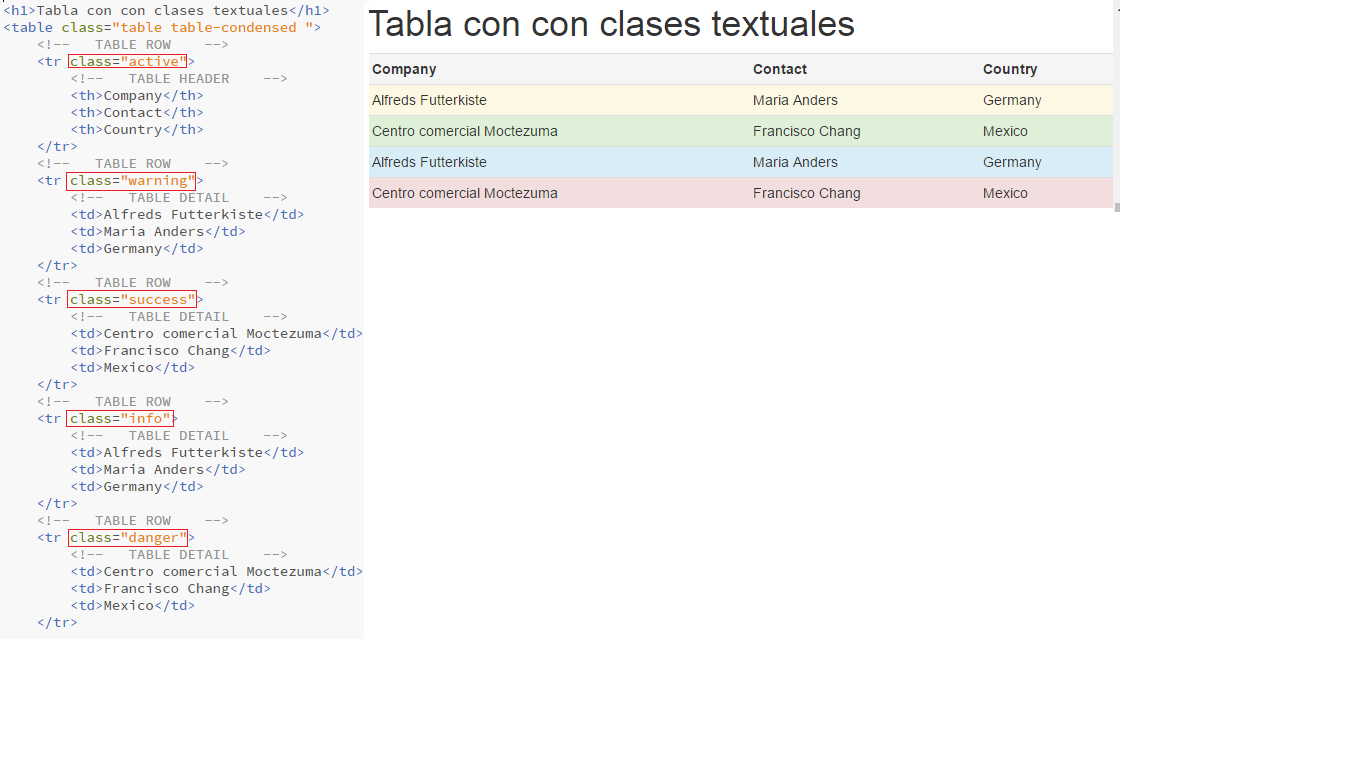 <h1>Tabla con con clases textuales</h1>
<table class="table table-condensed ">
<!--   TABLE ROW    -->
<tr class="active">
<!--   TABLE HEADER    -->
<th>Company</th>
<th>Contact</th>
<th>Country</th>
</tr>
<!--   TABLE ROW    -->
<tr class="warning">
<!--   TABLE DETAIL    -->
<td>Alfreds Futterkiste</td>
<td>Maria Anders</td>
<td>Germany</td>
</tr>
<!--   TABLE ROW    -->
<tr class="success">
<!--   TABLE DETAIL    -->
<td>Centro comercial Moctezuma</td>
<td>Francisco Chang</td>
<td>Mexico</td>
</tr>
<!--   TABLE ROW    -->
<tr class="info">
<!--   TABLE DETAIL    -->
<td>Alfreds Futterkiste</td>
<td>Maria Anders</td>
<td>Germany</td>
</tr>
<!--   TABLE ROW    -->
<tr class="danger">
<!--   TABLE DETAIL    -->
<td>Centro comercial Moctezuma</td>
<td>Francisco Chang</td>
<td>Mexico</td>
</tr>
Tabla con con clases textuales
Company Contact Country
Alfreds Futterkiste Maria Anders Germany
Centro comercial Moctezuma Francisco Chang Mexico
Alfreds Futterkiste Maria Anders Germany
Centro comercial Moctezuma Francisco Chang Mexico